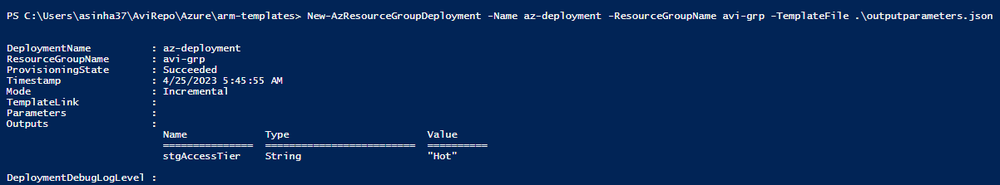 PS C:\Users\asinha37\AviRepo\Azure\arm-templates> New-AzResourceGroupDeployment -Name az-deployment -ResourceGroupName avi-grp -TemplateFile .\outputparameters.json
DeploymentName          : az-deployment
ResourceGroupName       : avi-grp
ProvisioningState       : Succeeded
Timestamp               : 4/25/2023 5:45:55 AM
Mode                    : Incremental
TemplateLink            :
Parameters              :
Outputs                 :
                          Name             Type                       Value
                          ===============  =========================  ==========
                          stgAccessTier    String                     "Hot"
DeploymentDebugLogLevel :